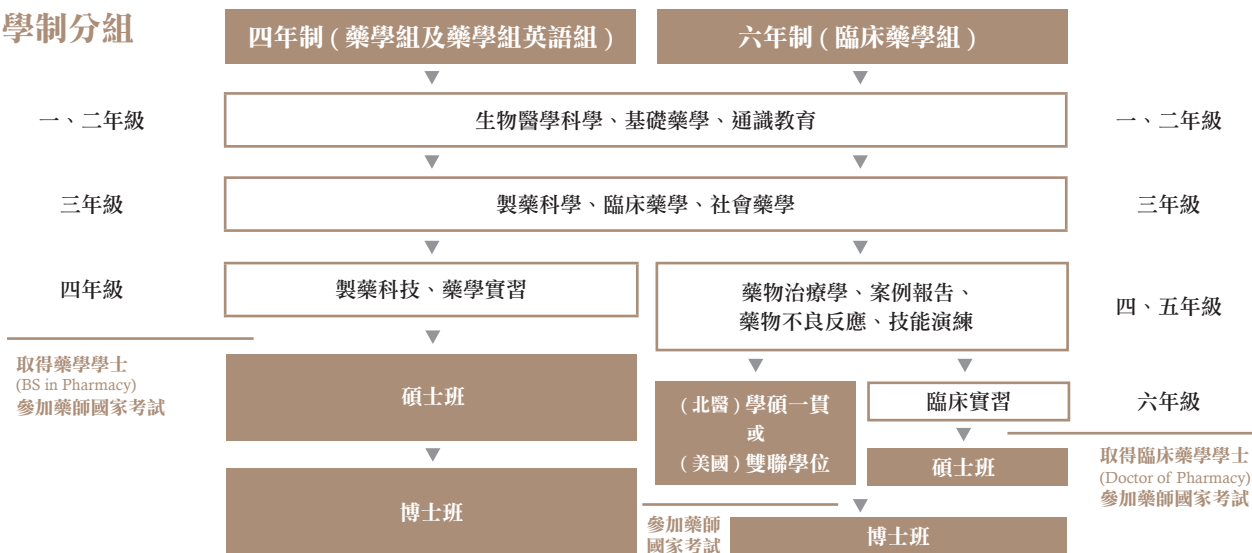 學制分組
四年制 ( 藥學組及藥學組英語組 )
六年制 ( 臨床藥學組 )
一、二年級
生物醫學科學、基礎藥學、通識教育
一、二年級
三年級
製藥科學、臨床藥學、社會藥學
三年級
四年級
製藥科技、藥學實習
藥物治療學、案例報告、
藥物不良反應、技能演練
四、五年級
取得藥學學士
(BS in Pharmacy)
參加藥師國家考試
碩士班
( 北醫 ) 學碩一貫
或
( 美國 ) 雙聯學位
臨床實習
六年級
碩士班
取得臨床藥學學士
(Doctor of Pharmacy)
參加藥師國家考試
博士班
參加藥師
國家考試
博士班